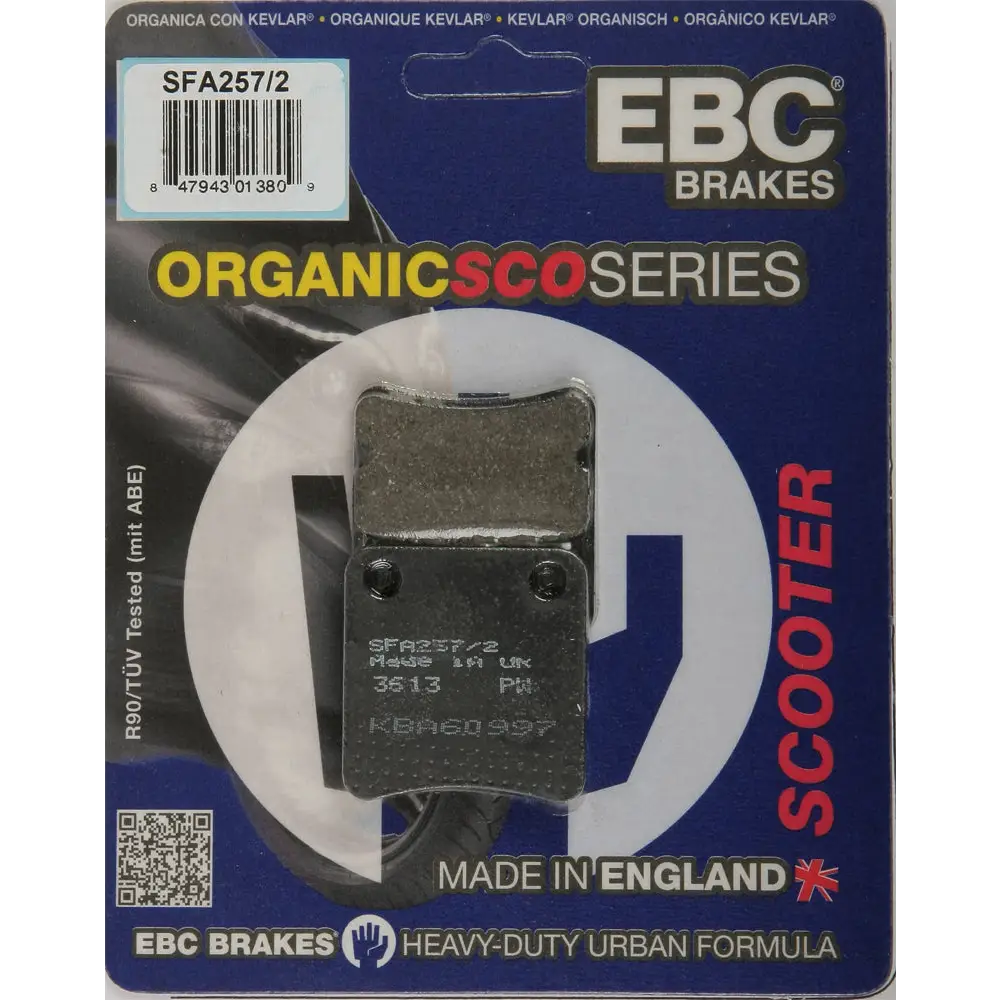 ORGANICA CON KEVLAR® • ORGANIQUE KEVLAR® • KEVLAR® ORGANISCH • ORGÂNICO KEVLAR®
SFA257/2
8 47943 01380 9
EBC®
BRAKES
ORGANICSCOSERIES
R90/TÜV Tested (mit ABE)
SCOOTER
SFA257/2
Made in UK
3613 PW
KBA60997
MADE IN ENGLAND
EBC BRAKES HEAVY-DUTY URBAN FORMULA